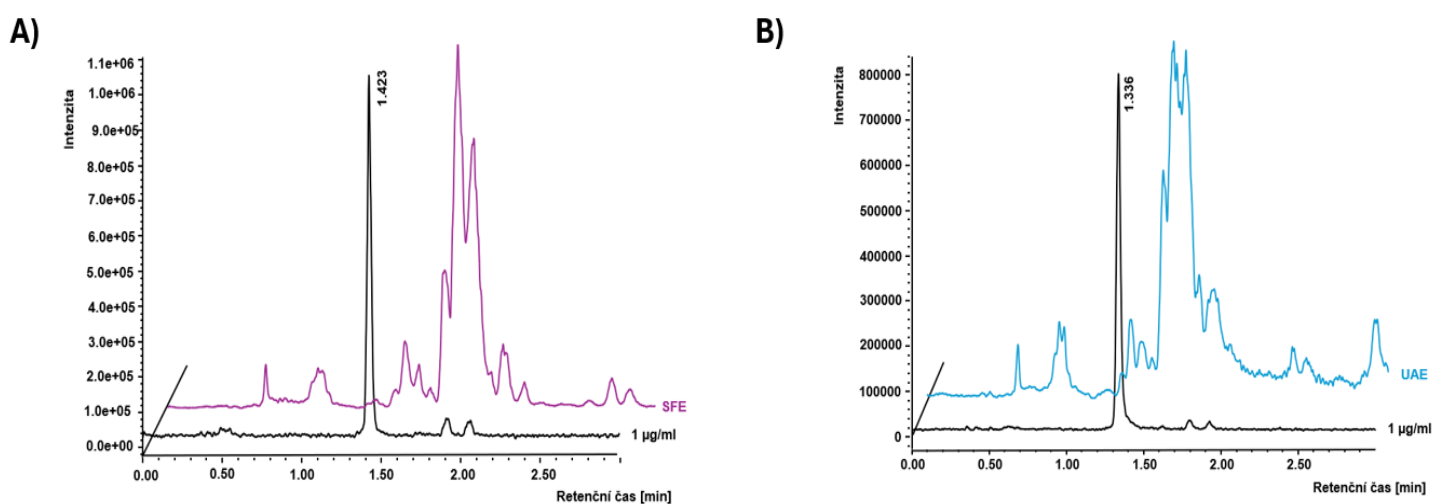 A)
Intenzita
1.1e+06
1.0e+06
9.0e+05
8.0e+05
7.0e+05
6.0e+05
5.0e+05
4.0e+05
3.0e+05
2.0e+05
1.0e+05
0.0e+00
1.423
SFE
1 µg/ml
0.00 0.50 1.00 1.50 2.00 2.50
Retenční čas [min]
B)
Intenzita
800000
700000
600000
500000
400000
300000
200000
100000
0
1.336
UAE
1 µg/ml
0.00 0.50 1.00 1.50 2.00 2.50
Retenční čas [min]